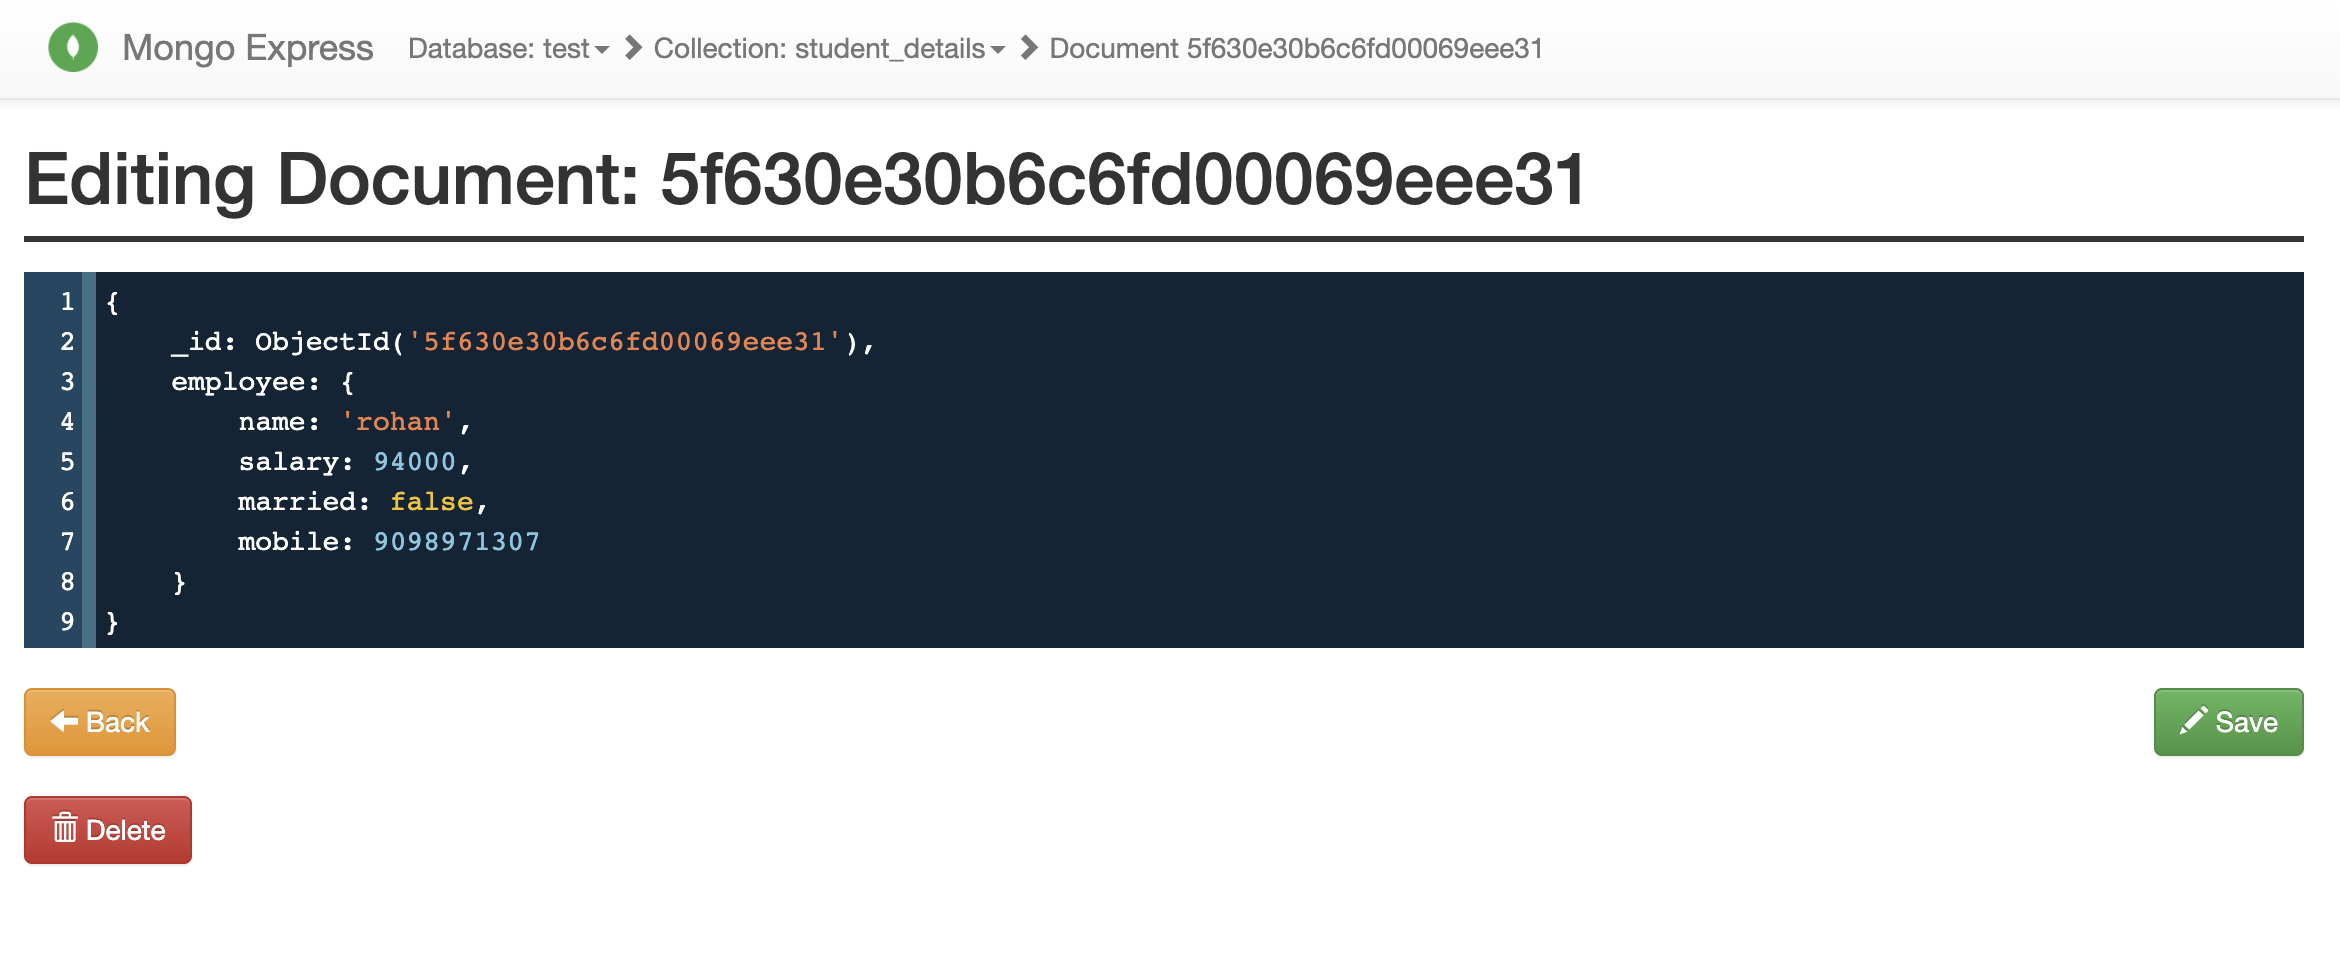 Mongo Express Database: test Collection: student_details Document 5f630e30b6c6fd00069eee31
Editing Document: 5f630e30b6c6fd00069eee31
1 {
2 _id: ObjectId('5f630e30b6c6fd00069eee31'),
3 employee: {
4 name: 'rohan',
5 salary: 94000,
6 married: false,
7 mobile: 9098971307
8 }
9 }
Back Save
Delete